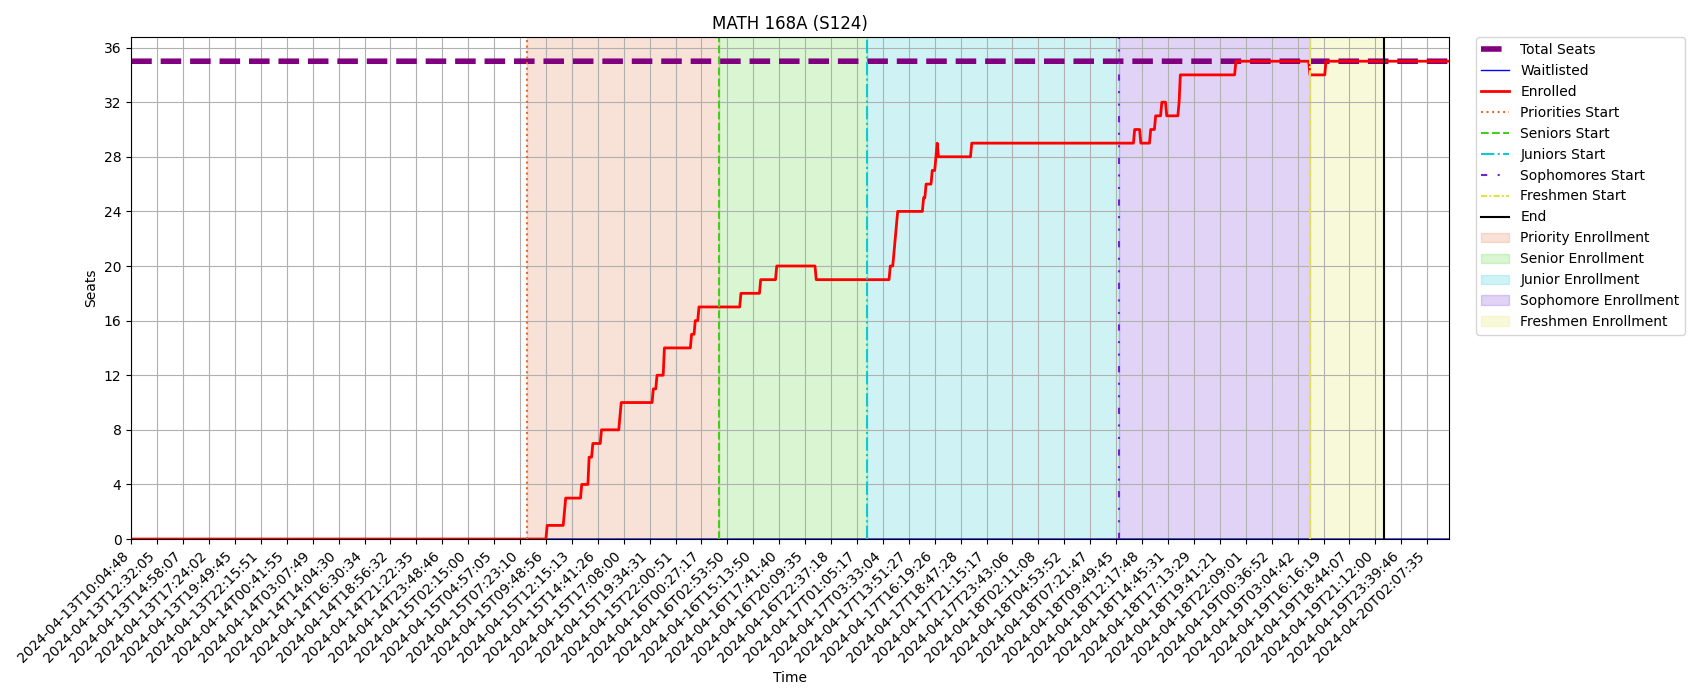 MATH 168A (S124)
36
32
28
24
20
16
12
8
4
0
Seats
2024-04-13T10:04:48
2024-04-13T12:32:05
2024-04-13T14:58:07
2024-04-13T17:24:02
2024-04-13T19:49:45
2024-04-13T22:15:51
2024-04-14T00:41:55
2024-04-14T03:07:49
2024-04-14T14:04:30
2024-04-14T16:30:34
2024-04-14T18:56:32
2024-04-14T21:22:35
2024-04-14T23:48:46
2024-04-15T02:15:00
2024-04-15T04:57:05
2024-04-15T07:23:10
2024-04-15T09:48:56
2024-04-15T12:15:13
2024-04-15T14:41:26
2024-04-15T17:08:00
2024-04-15T19:34:31
2024-04-15T22:00:51
2024-04-16T00:27:17
2024-04-16T02:53:50
2024-04-16T15:13:50
2024-04-16T17:41:40
2024-04-16T20:09:35
2024-04-16T22:37:18
2024-04-17T01:05:17
2024-04-17T03:33:04
2024-04-17T13:51:27
2024-04-17T16:19:26
2024-04-17T18:47:28
2024-04-17T21:15:17
2024-04-17T23:43:06
2024-04-18T02:11:08
2024-04-18T04:53:52
2024-04-18T07:21:47
2024-04-18T09:49:45
2024-04-18T12:17:48
2024-04-18T14:45:31
2024-04-18T17:13:29
2024-04-18T19:41:21
2024-04-18T22:09:01
2024-04-19T00:36:52
2024-04-19T03:04:42
2024-04-19T16:16:19
2024-04-19T18:44:07
2024-04-19T21:12:00
2024-04-19T23:39:46
2024-04-20T02:07:35
Time
Total Seats
Waitlisted
Enrolled
Priorities Start
Seniors Start
Juniors Start
Sophomores Start
Freshmen Start
End
Priority Enrollment
Senior Enrollment
Junior Enrollment
Sophomore Enrollment
Freshmen Enrollment